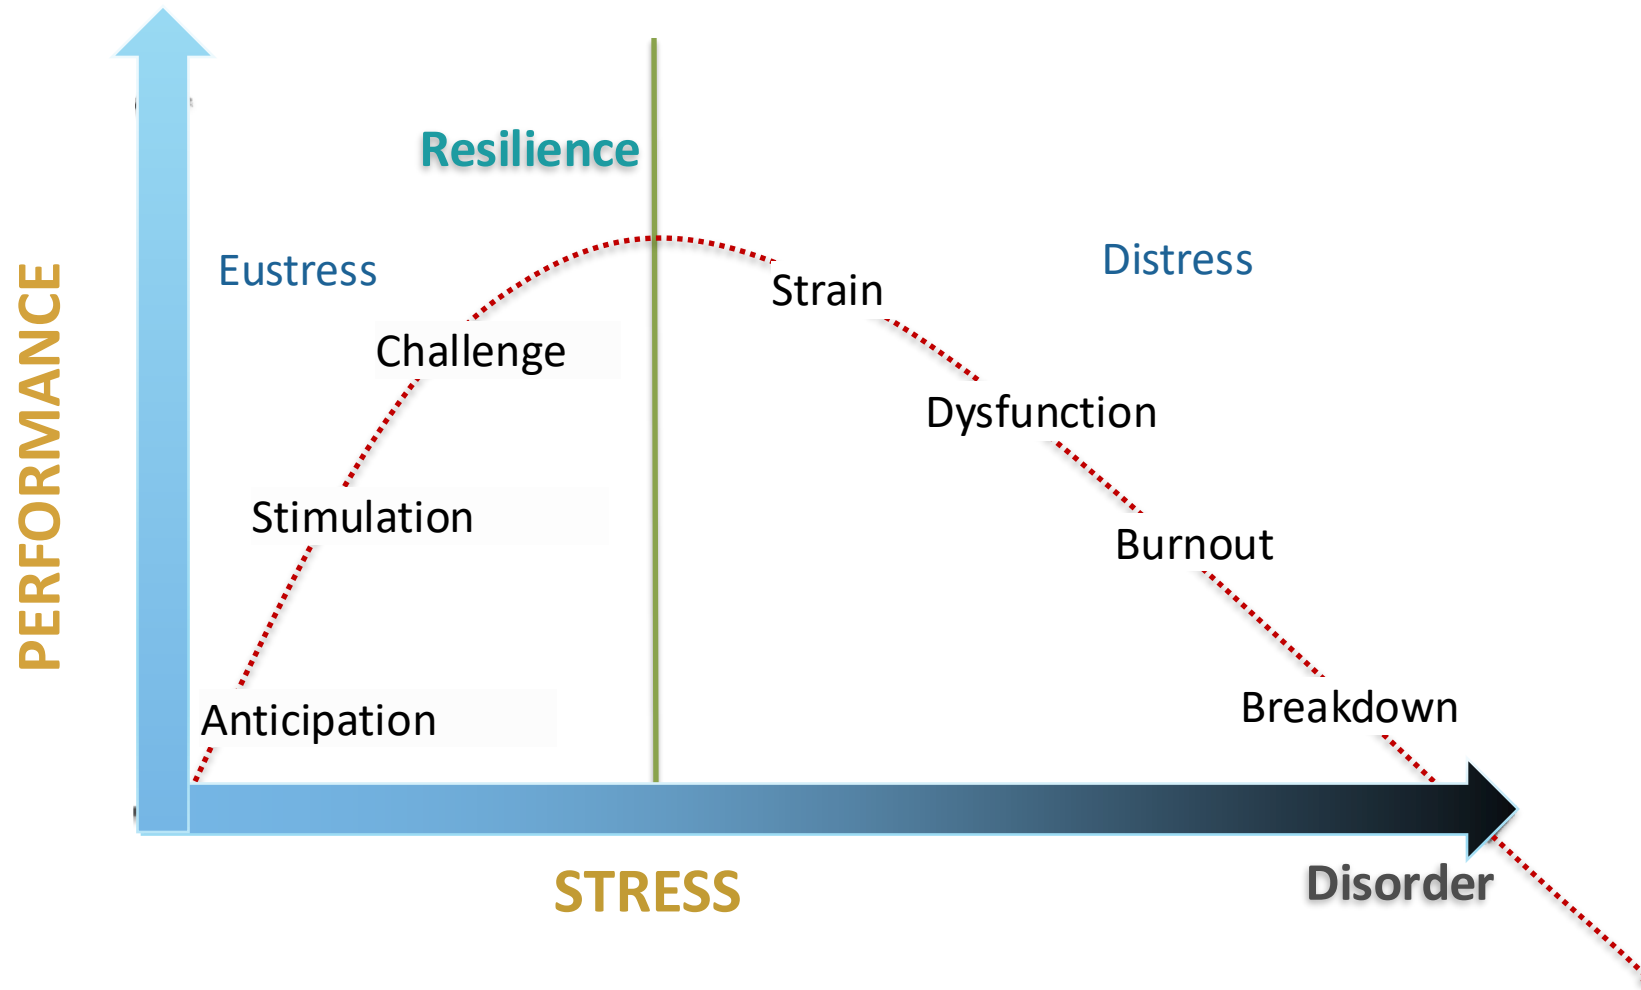 Resilience
Eustress
Distress
Strain
Challenge
Dysfunction
Stimulation
Burnout
Anticipation
Breakdown
PERFORMANCE
STRESS
Disorder